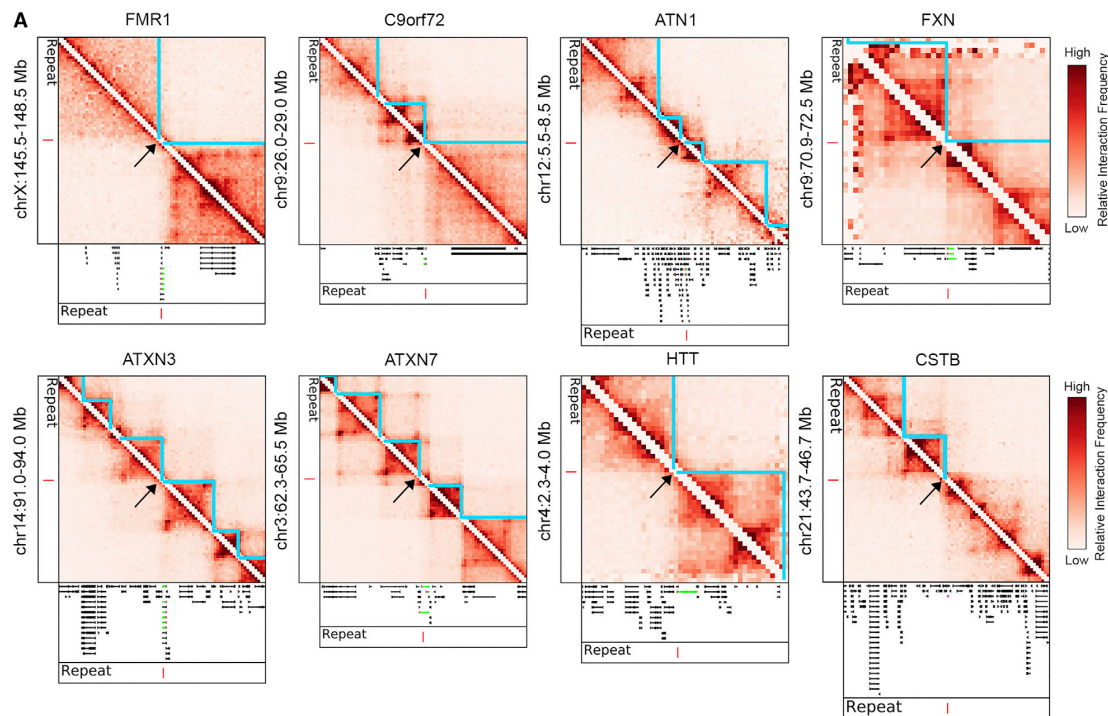 A
FMR1
C9orf72
ATN1
FXN
chrX:145.5-148.5 Mb
Repeat
Repeat
chr9:26.0-29.0 Mb
Repeat
Repeat
chr12:5.5-8.5 Mb
Repeat
Repeat
chr9:70.9-72.5 Mb
Repeat
Repeat
High
Low
Relative Interaction Frequency
ATXN3
ATXN7
HTT
CSTB
chr14:91.0-94.0 Mb
Repeat
Repeat
chr3:62.3-65.5 Mb
Repeat
Repeat
chr4:2.3-4.0 Mb
Repeat
Repeat
chr21:43.7-46.7 Mb
Repeat
Repeat
High
Low
Relative Interaction Frequency